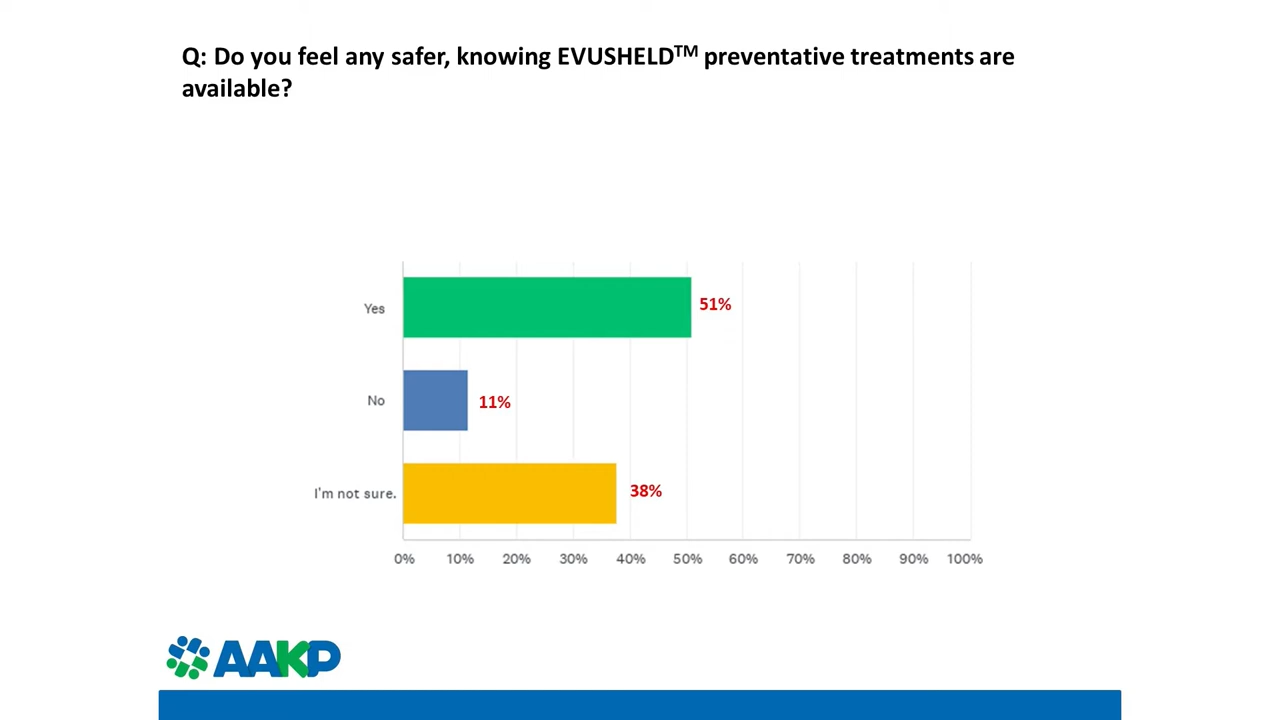 Q: Do you feel any safer, knowing EVUSHELD™ preventative treatments are
available?
Yes
51%
No
11%
I'm not sure.
38%
0% 10% 20% 30% 40% 50% 60% 70% 80% 90% 100%
AAKP